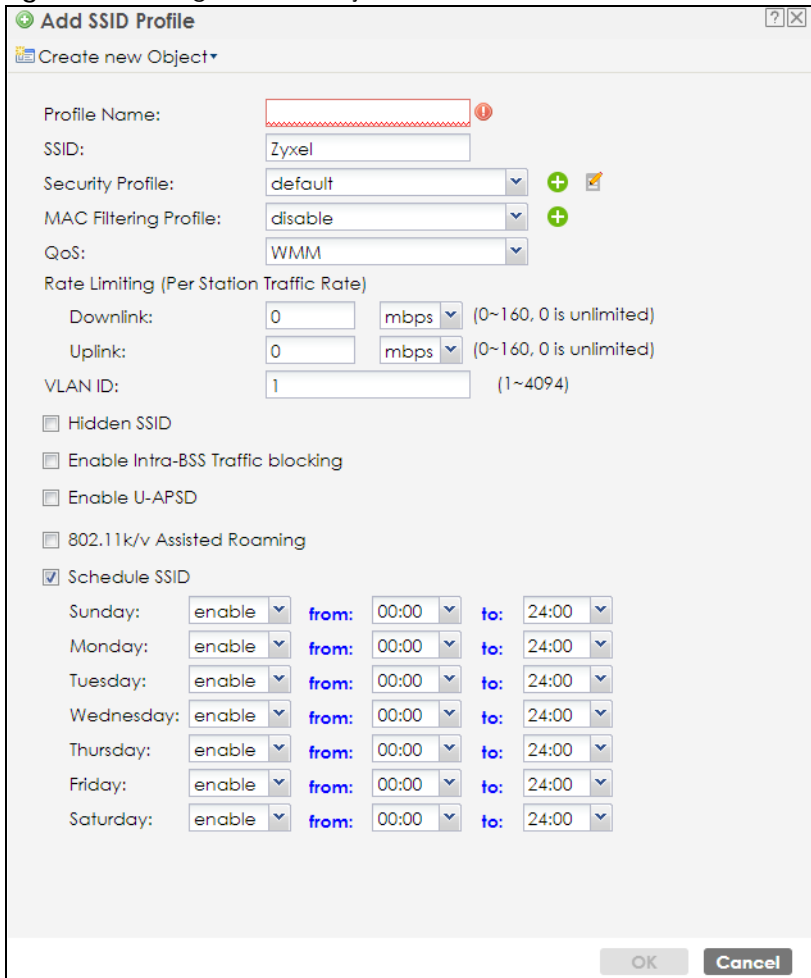 Add SSID Profile
Create new Object
Profile Name:
SSID: Zyxel
Security Profile: default
MAC Filtering Profile: disable
QoS: WMM
Rate Limiting (Per Station Traffic Rate)
Downlink: 0 mbps (0~160, 0 is unlimited)
Uplink: 0 mbps (0~160, 0 is unlimited)
VLAN ID: 1 (1~4094)
Hidden SSID
Enable Intra-BSS Traffic blocking
Enable U-APSD
802.11k/v Assisted Roaming
Schedule SSID
Sunday: enable from: 00:00 to: 24:00
Monday: enable from: 00:00 to: 24:00
Tuesday: enable from: 00:00 to: 24:00
Wednesday: enable from: 00:00 to: 24:00
Thursday: enable from: 00:00 to: 24:00
Friday: enable from: 00:00 to: 24:00
Saturday: enable from: 00:00 to: 24:00
OK Cancel